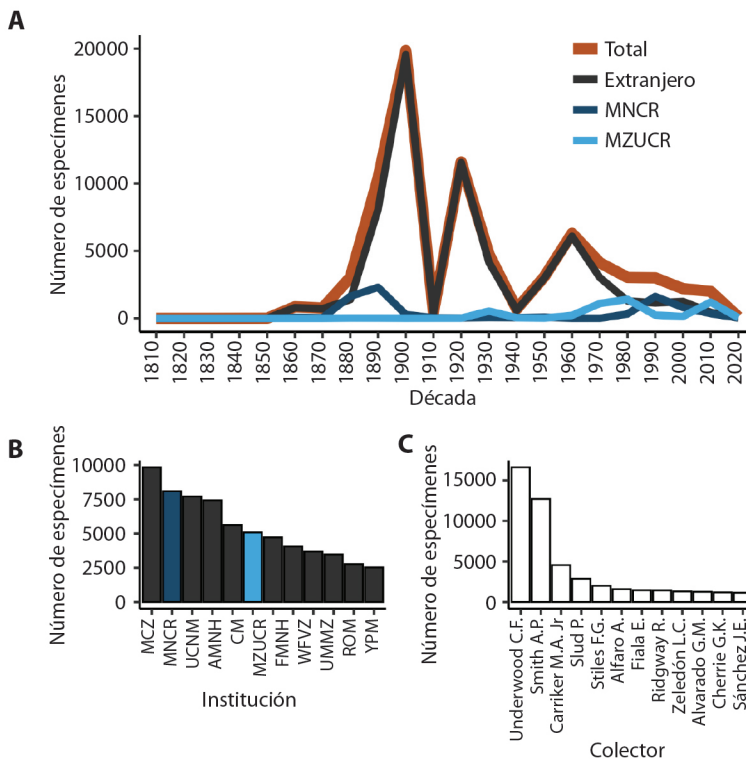 A
Número de especímenes
20000
15000
10000
5000
0
Total
Extranjero
MNCR
MZUCR
1810
1820
1830
1840
1850
1860
1870
1880
1890
1900
1910
1920
1930
1940
1950
1960
1970
1980
1990
2000
2010
2020
Década
B
Número de especímenes
10000
7500
5000
2500
0
MCZ
MNCR
UCNM
AMNH
CM
MZUCR
FMNH
WFVZ
UMMZ
ROM
YPM
Institución
C
Número de especímenes
15000
10000
5000
0
Underwood C.F.
Smith A.P.
Carriker M.A. Jr
Slud P.
Stiles F.G.
Alfaro A.
Fiala E.
Ridgway R.
Zeledón L.C.
Alvarado G.M.
Cherrie G.K.
Sánchez J.E.
Colector